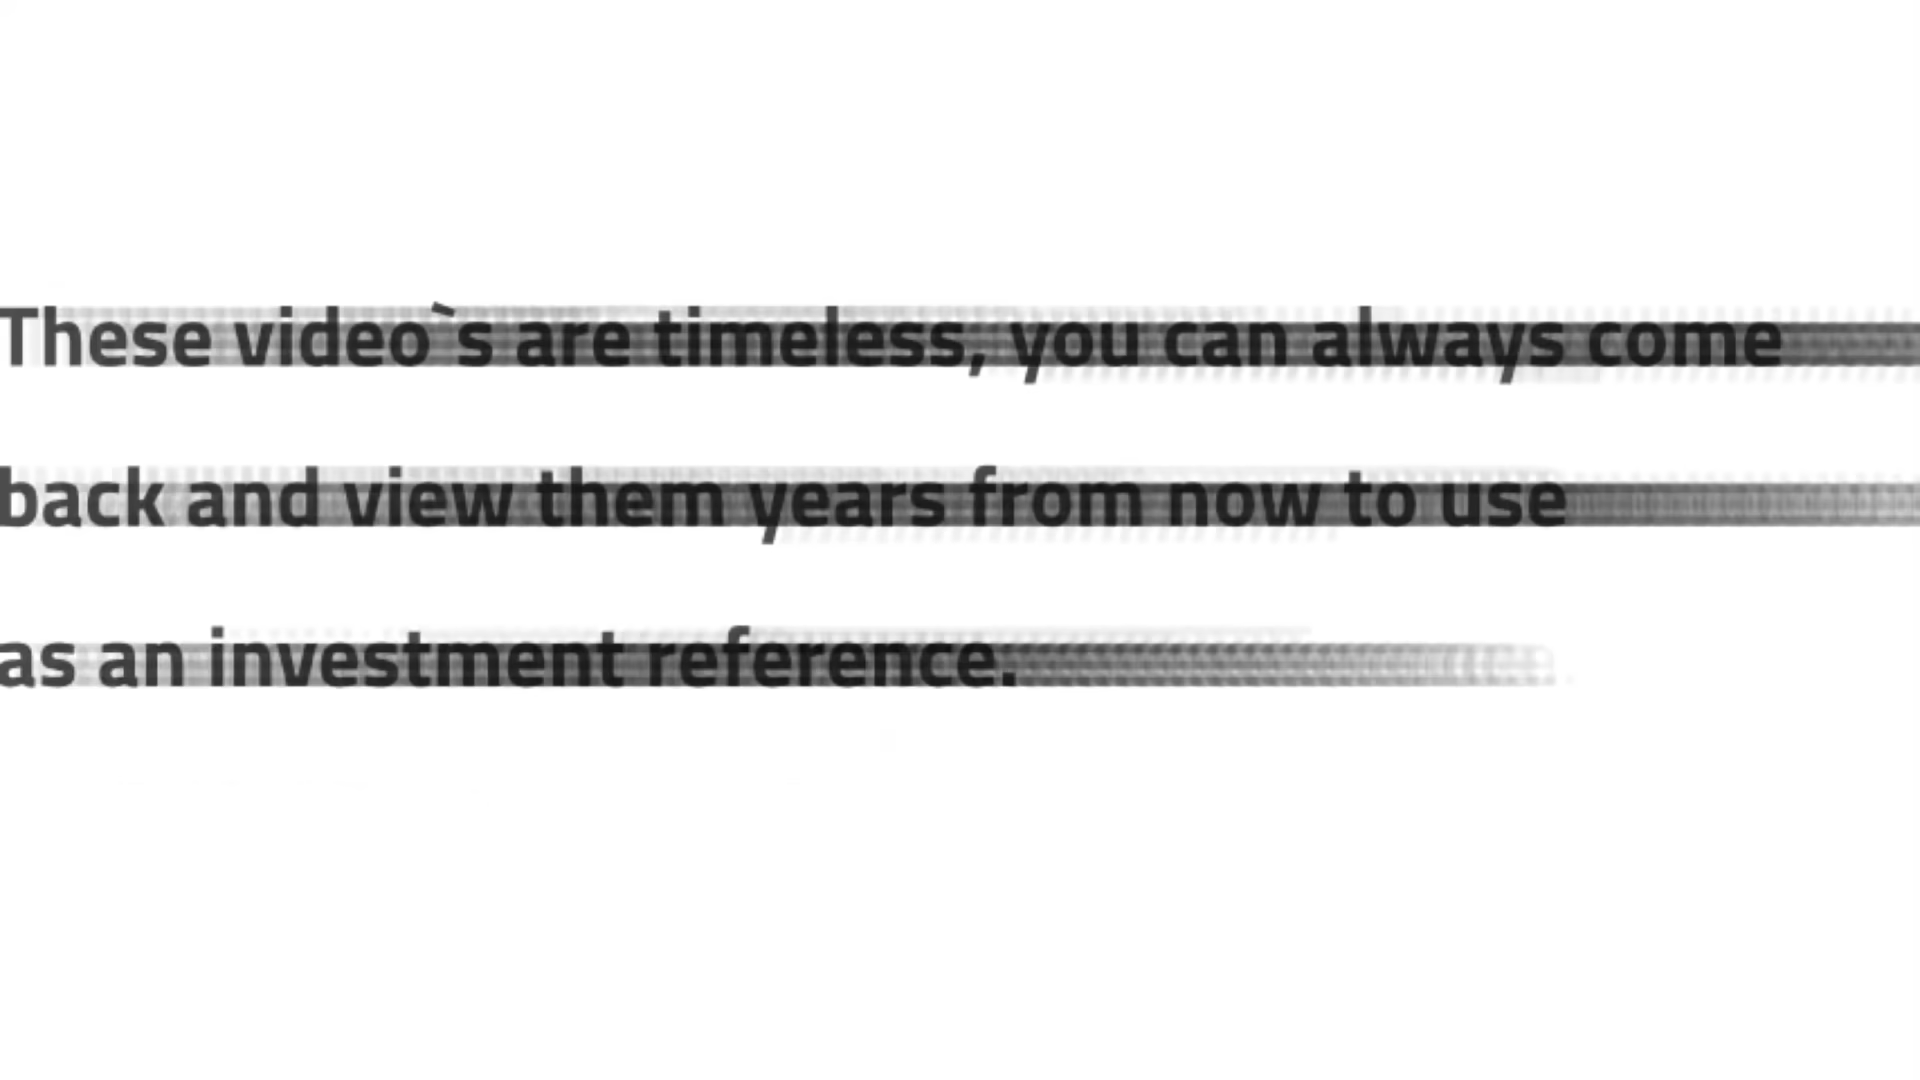 These video`s are timeless, you can always come
back and view them years from now to use
as an investment reference.